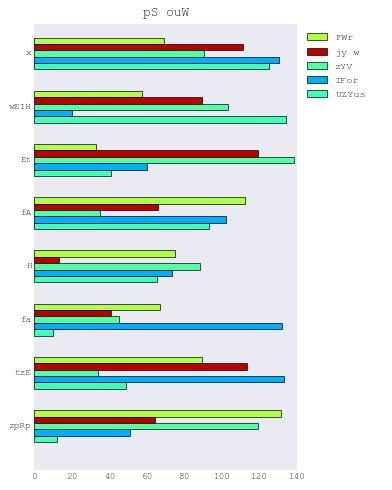 pS ouW
FWr
jy w
zYV
IFor
UZYus
x
wEIH
Et
fA
H
fa
tzE
zpRp
0 20 40 60 80 100 120 140